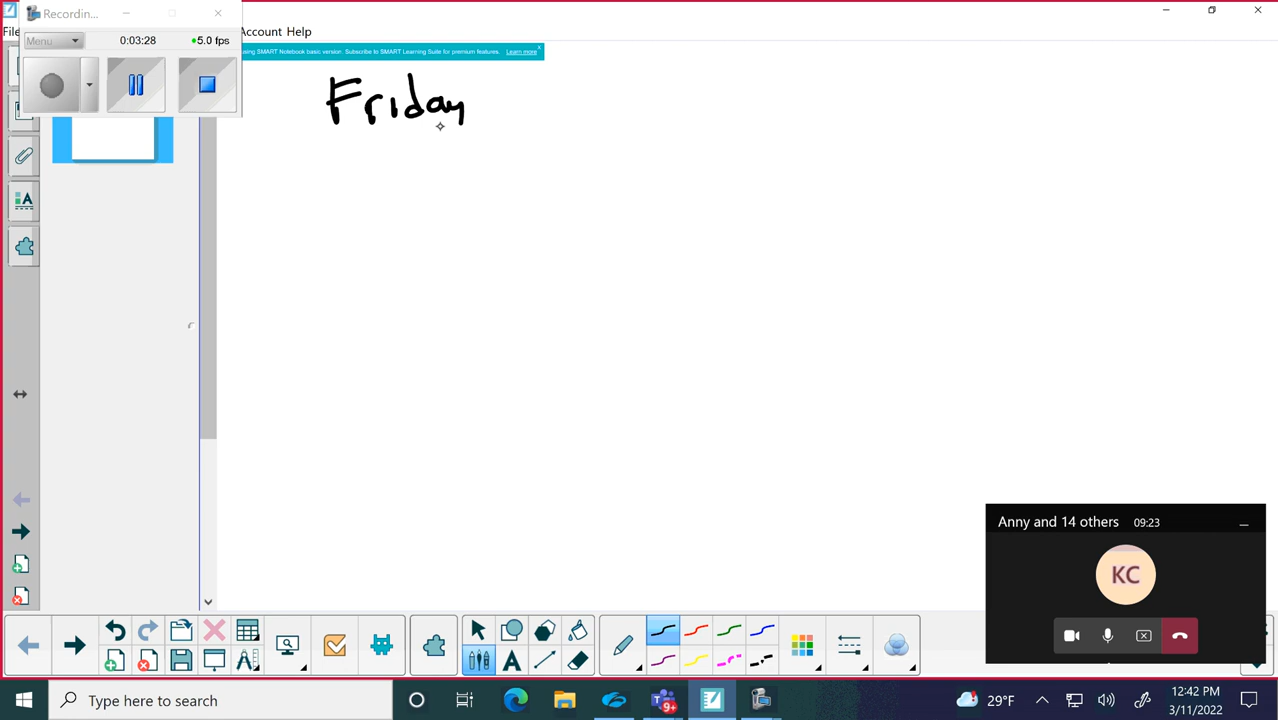 Recording...
Menu
0:03:28
5.0 fps
File
Account Help
using SMART Notebook basic version. Subscribe to SMART Learning Suite for premium features. Learn more
x
Friday
A
Anny and 14 others 09:23
KC
A
Type here to search
9+
29°F
12:42 PM
3/11/2022